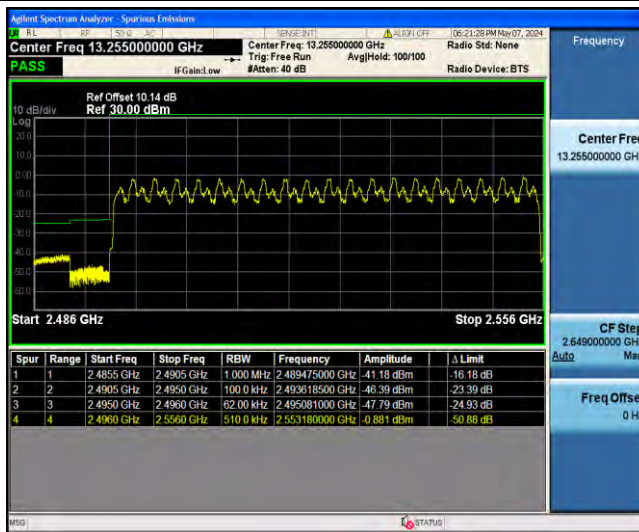 Agilent Spectrum Analyzer - Spurious Emissions
RL RF 50 Ω AC SENSE:INT ALIGN OFF 06:21:28 PM May 07, 2024
Center Freq 13.255000000 GHz Center Freq: 13.255000000 GHz Radio Std: None Frequency
PASS Trig: Free Run Avg|Hold: 100/100
IFGain:Low #Atten: 40 dB Radio Device: BTS
Ref Offset 10.14 dB
10 dB/div Ref 30.00 dBm
Log
20.0
10.0
0.00
-10.0
-20.0
-30.0
-40.0
-50.0
-60.0
Start 2.486 GHz Stop 2.556 GHz
Spur Range Start Freq Stop Freq RBW Frequency Amplitude Δ Limit
1 1 2.4855 GHz 2.4905 GHz 1.000 MHz 2.489475000 GHz -41.18 dBm -16.18 dB
2 2 2.4905 GHz 2.4950 GHz 100.0 kHz 2.493618500 GHz -46.39 dBm -23.39 dB
3 3 2.4950 GHz 2.4960 GHz 62.00 kHz 2.495081000 GHz -47.79 dBm -24.93 dB
4 4 2.4960 GHz 2.5560 GHz 510.0 kHz 2.553180000 GHz -0.881 dBm -50.88 dB
Center Fre
13.255000000 GH
CF Step
2.649000000 GH
Auto Ma
Freq Offse
0 H
MSG STATUS